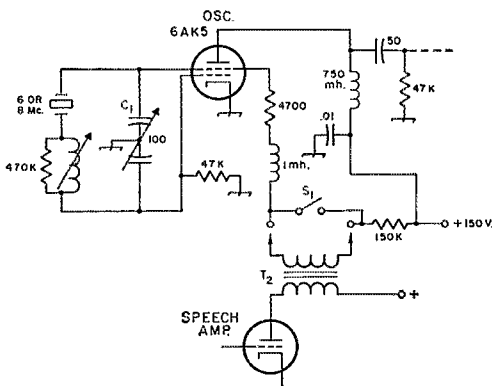 OSC.
6AK5
50
6 OR
8 Mc.
C1
100
4700
750
mh.
47K
.01
470K
47K
1mh.
S1
150K
+150V.
T2
+
SPEECH
AMP.